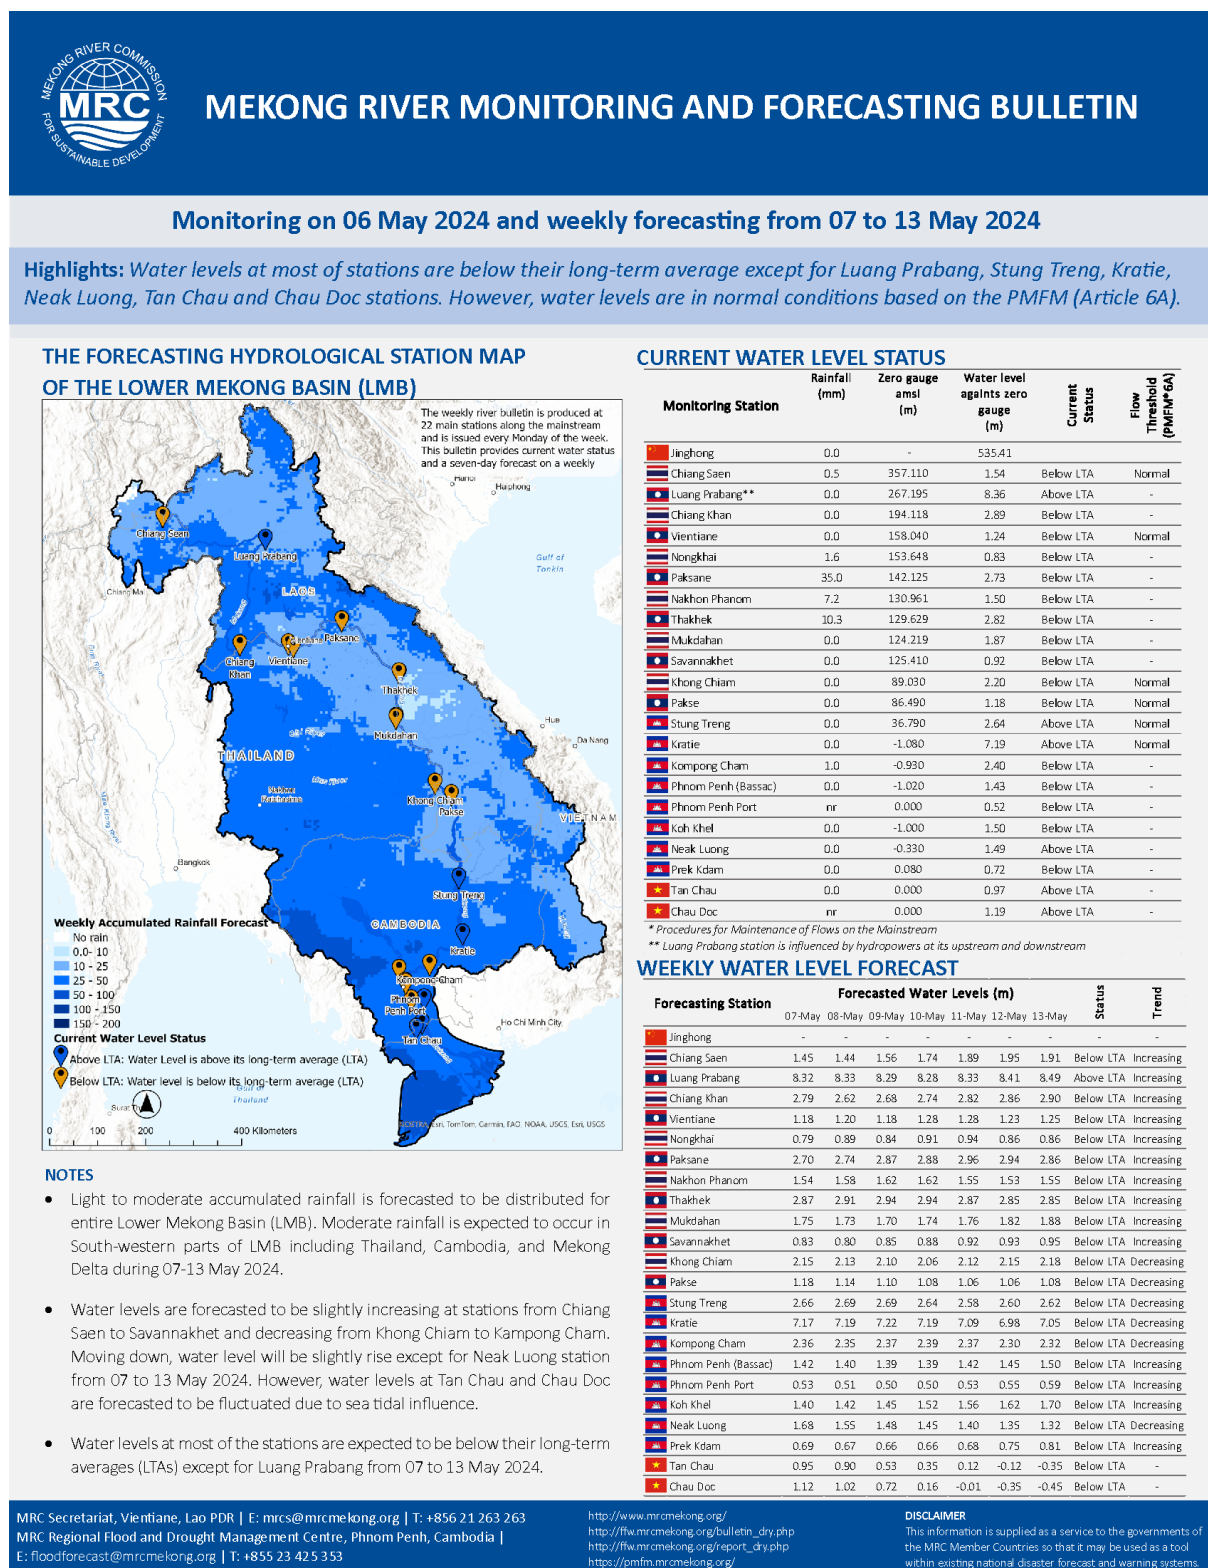 MEKONG RIVER COMMISSION
MRC
FOR SUSTAINABLE DEVELOPMENT
MEKONG RIVER MONITORING AND FORECASTING BULLETIN
Monitoring on 06 May 2024 and weekly forecasting from 07 to 13 May 2024
Highlights: Water levels at most of stations are below their long-term average except for Luang Prabang, Stung Treng, Kratie,
Neak Luong, Tan Chau and Chau Doc stations. However, water levels are in normal conditions based on the PMFM (Article 6A).
THE FORECASTING HYDROLOGICAL STATION MAP
OF THE LOWER MEKONG BASIN (LMB)
The weekly river bulletin is produced at
22 main stations along the mainstream
and is issued every Monday of the week.
This bulletin provides current water status
and a seven-day forecast on a weekly
Hanoi
Haiphong
Chiang Sean
Luang Prabang
Gulf of
Tonkin
Chiang Mai
LAOS
Paksane
Vientiane
Chiang
Khan
Thakhek
Mukdahan
Hue
Da Nang
THAILAND
Khong Chiam
Pakse
Nakhon
Ratchasima
VIETNAM
Bangkok
Stung Treng
CAMBODIA
Kratie
Kompong Cham
Phnom
Penh Port
Ho Chi Minh City
Tan Chau
Weekly Accumulated Rainfall Forecast
No rain
0.0- 10
10 - 25
25 - 50
50 - 100
100 - 150
150 - 200
Current Water Level Status
Above LTA: Water Level is above its long-term average (LTA)
Below LTA: Water level is below its long-term average (LTA)
Gulf of
Thailand
Surat Th
0 100 200 400 Kilometers
Esri, TomTom, Garmin, FAO, NOAA, USGS, Esri, USGS
NOTES
• Light to moderate accumulated rainfall is forecasted to be distributed for
entire Lower Mekong Basin (LMB). Moderate rainfall is expected to occur in
South-western parts of LMB including Thailand, Cambodia, and Mekong
Delta during 07-13 May 2024.
• Water levels are forecasted to be slightly increasing at stations from Chiang
Saen to Savannakhet and decreasing from Khong Chiam to Kampong Cham.
Moving down, water level will be slightly rise except for Neak Luong station
from 07 to 13 May 2024. However, water levels at Tan Chau and Chau Doc
are forecasted to be fluctuated due to sea tidal influence.
• Water levels at most of the stations are expected to be below their long-term
averages (LTAs) except for Luang Prabang from 07 to 13 May 2024.
CURRENT WATER LEVEL STATUS
Monitoring Station Rainfall (mm) Zero gauge amsl (m) Water level againts zero gauge (m) Current Status Flow Threshold (PMFM*6A)
Jinghong 0.0 - 535.41
Chiang Saen 0.5 357.110 1.54 Below LTA Normal
Luang Prabang** 0.0 267.195 8.36 Above LTA -
Chiang Khan 0.0 194.118 2.89 Below LTA -
Vientiane 0.0 158.040 1.24 Below LTA Normal
Nongkhai 1.6 153.648 0.83 Below LTA -
Paksane 35.0 142.125 2.73 Below LTA -
Nakhon Phanom 7.2 130.961 1.50 Below LTA -
Thakhek 10.3 129.629 2.82 Below LTA -
Mukdahan 0.0 124.219 1.87 Below LTA -
Savannakhet 0.0 125.410 0.92 Below LTA -
Khong Chiam 0.0 89.030 2.20 Below LTA Normal
Pakse 0.0 86.490 1.18 Below LTA Normal
Stung Treng 0.0 36.790 2.64 Above LTA Normal
Kratie 0.0 -1.080 7.19 Above LTA Normal
Kompong Cham 1.0 -0.930 2.40 Below LTA -
Phnom Penh (Bassac) 0.0 -1.020 1.43 Below LTA -
Phnom Penh Port nr 0.000 0.52 Below LTA -
Koh Khel 0.0 -1.000 1.50 Below LTA -
Neak Luong 0.0 -0.330 1.49 Above LTA -
Prek Kdam 0.0 0.080 0.72 Below LTA -
Tan Chau 0.0 0.000 0.97 Above LTA -
Chau Doc nr 0.000 1.19 Above LTA -
* Procedures for Maintenance of Flows on the Mainstream
** Luang Prabang station is influenced by hydropowers at its upstream and downstream
WEEKLY WATER LEVEL FORECAST
Forecasting Station Forecasted Water Levels (m) Status Trend
07-May 08-May 09-May 10-May 11-May 12-May 13-May
Jinghong - - - - - - - - -
Chiang Saen 1.45 1.44 1.56 1.74 1.89 1.95 1.91 Below LTA Increasing
Luang Prabang 8.32 8.33 8.29 8.28 8.33 8.41 8.49 Above LTA Increasing
Chiang Khan 2.79 2.62 2.68 2.74 2.82 2.86 2.90 Below LTA Increasing
Vientiane 1.18 1.20 1.18 1.28 1.28 1.23 1.25 Below LTA Increasing
Nongkhai 0.79 0.89 0.84 0.91 0.94 0.86 0.86 Below LTA Increasing
Paksane 2.70 2.74 2.87 2.88 2.96 2.94 2.86 Below LTA Increasing
Nakhon Phanom 1.54 1.58 1.62 1.62 1.55 1.53 1.55 Below LTA Increasing
Thakhek 2.87 2.91 2.94 2.94 2.87 2.85 2.85 Below LTA Increasing
Mukdahan 1.75 1.73 1.70 1.74 1.76 1.82 1.88 Below LTA Increasing
Savannakhet 0.83 0.80 0.85 0.88 0.92 0.93 0.95 Below LTA Increasing
Khong Chiam 2.15 2.13 2.10 2.06 2.12 2.15 2.18 Below LTA Decreasing
Pakse 1.18 1.14 1.10 1.08 1.06 1.06 1.08 Below LTA Decreasing
Stung Treng 2.66 2.69 2.69 2.64 2.58 2.60 2.62 Below LTA Decreasing
Kratie 7.17 7.19 7.22 7.19 7.09 6.98 7.05 Below LTA Decreasing
Kompong Cham 2.36 2.35 2.37 2.39 2.37 2.30 2.32 Below LTA Decreasing
Phnom Penh (Bassac) 1.42 1.40 1.39 1.39 1.42 1.45 1.50 Below LTA Increasing
Phnom Penh Port 0.53 0.51 0.50 0.50 0.53 0.55 0.59 Below LTA Increasing
Koh Khel 1.40 1.42 1.45 1.52 1.56 1.62 1.70 Below LTA Increasing
Neak Luong 1.68 1.55 1.48 1.45 1.40 1.35 1.32 Below LTA Decreasing
Prek Kdam 0.69 0.67 0.66 0.66 0.68 0.75 0.81 Below LTA Increasing
Tan Chau 0.95 0.90 0.53 0.35 0.12 -0.12 -0.35 Below LTA -
Chau Doc 1.12 1.02 0.72 0.16 -0.01 -0.35 -0.45 Below LTA -
MRC Secretariat, Vientiane, Lao PDR | E: mrcs@mrcmekong.org | T: +856 21 263 263
MRC Regional Flood and Drought Management Centre, Phnom Penh, Cambodia |
E: floodforecast@mrcmekong.org | T: +855 23 425 353
http://www.mrcmekong.org/
http://ffw.mrcmekong.org/bulletin_dry.php
http://ffw.mrcmekong.org/report_dry.php
https://pmfm.mrcmekong.org/
DISCLAIMER
This information is supplied as a service to the governments of
the MRC Member Countries so that it may be used as a tool
within existing national disaster forecast and warning systems.